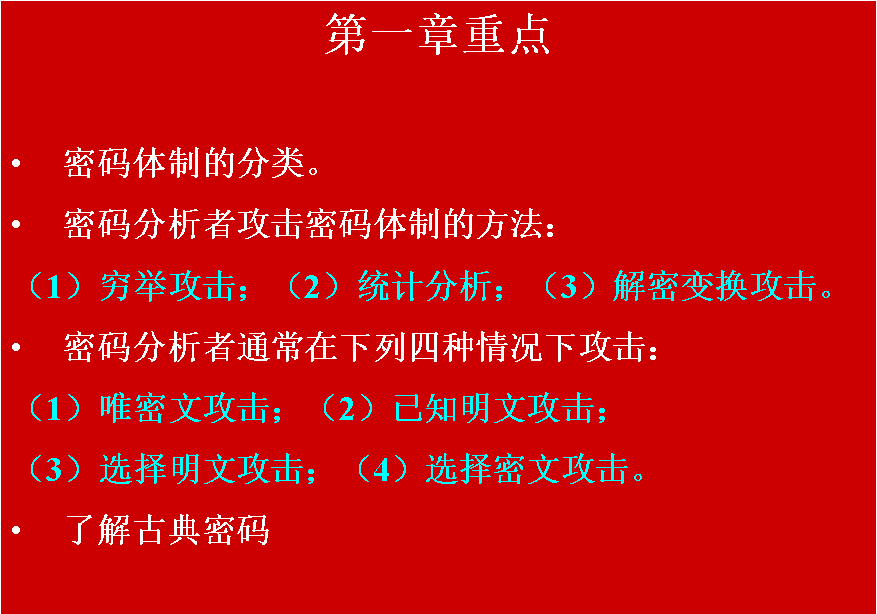 第一章重点
• 密码体制的分类。
• 密码分析者攻击密码体制的方法：
（1）穷举攻击；（2）统计分析；（3）解密变换攻击。
• 密码分析者通常在下列四种情况下攻击：
（1）唯密文攻击；（2）已知明文攻击；
（3）选择明文攻击；（4）选择密文攻击。
• 了解古典密码